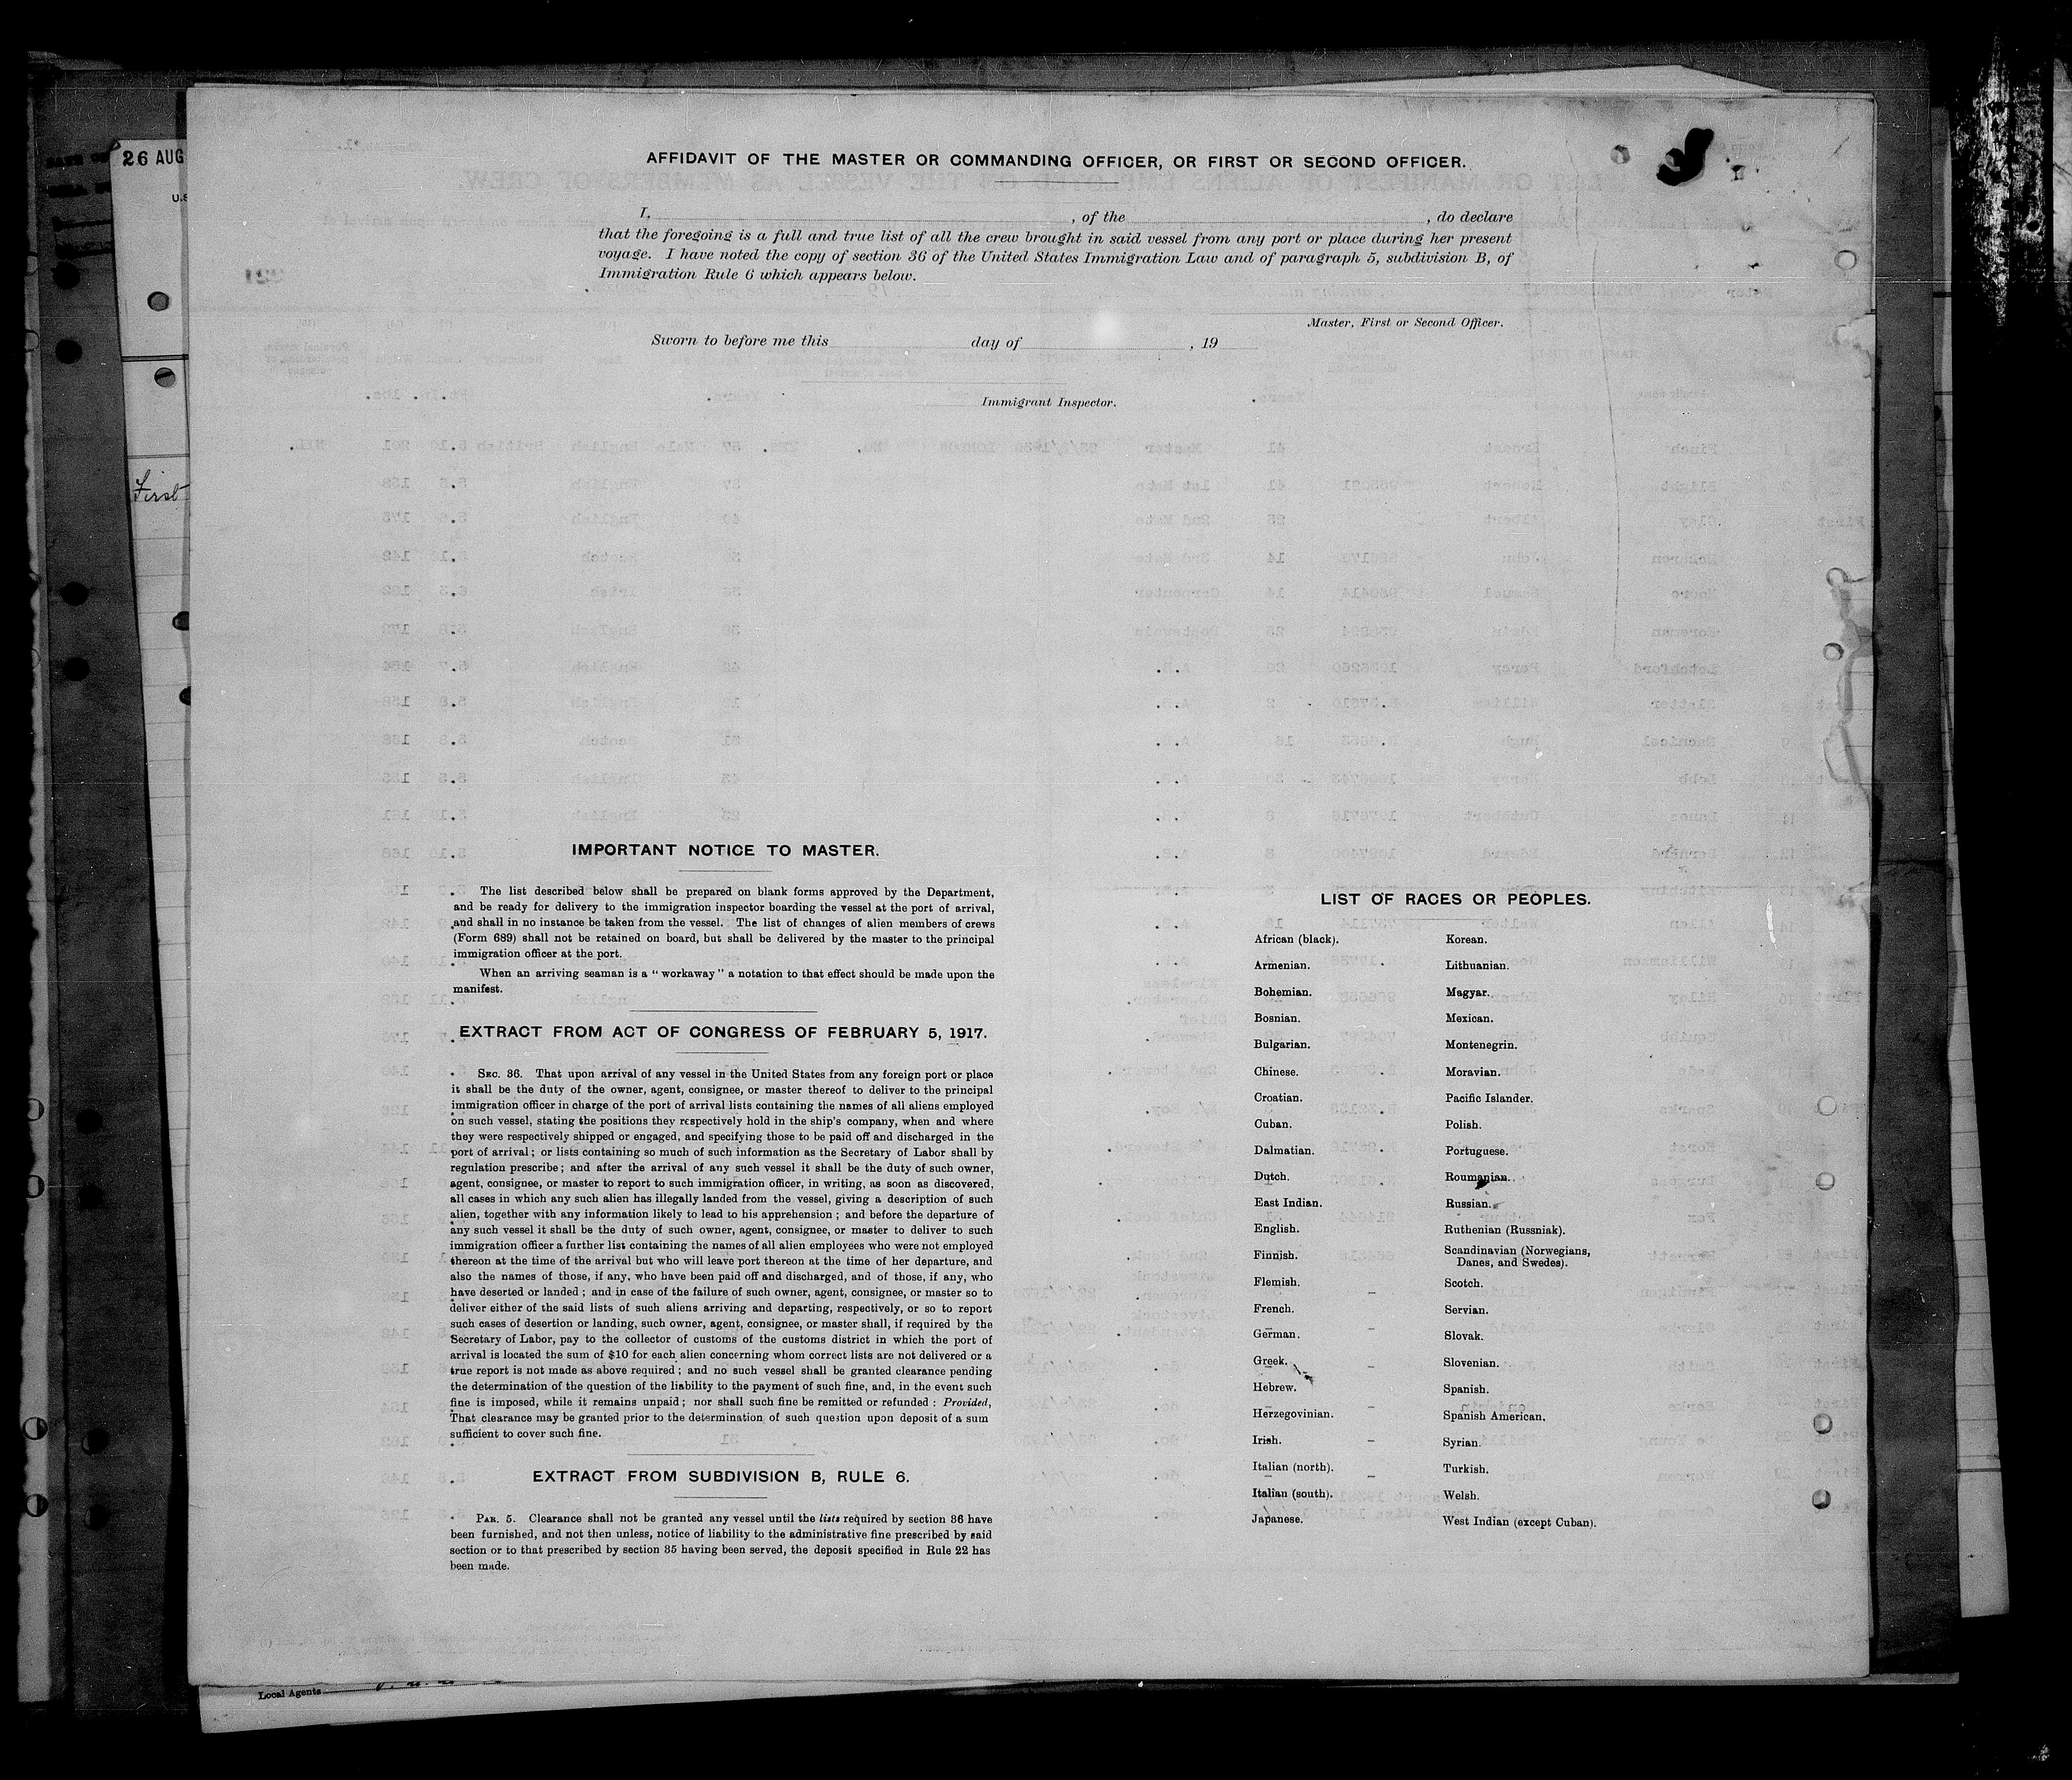 26 AUG
First
AFFIDAVIT OF THE MASTER OR COMMANDING OFFICER, OR FIRST OR SECOND OFFICER.
I, , of the , do declare
that the foregoing is a full and true list of all the crew brought in said vessel from any port or place during her present
voyage. I have noted the copy of section 36 of the United States Immigration Law and of paragraph 5, subdivision B, of
Immigration Rule 6 which appears below.
Master, First or Second Officer.
Sworn to before me this day of , 19
Immigrant Inspector.
IMPORTANT NOTICE TO MASTER.
The list described below shall be prepared on blank forms approved by the Department,
and be ready for delivery to the immigration inspector boarding the vessel at the port of arrival,
and shall in no instance be taken from the vessel. The list of changes of alien members of crews
(Form 689) shall not be retained on board, but shall be delivered by the master to the principal
immigration officer at the port.
When an arriving seaman is a "workaway" a notation to that effect should be made upon the
manifest.
EXTRACT FROM ACT OF CONGRESS OF FEBRUARY 5, 1917.
SEC. 36. That upon arrival of any vessel in the United States from any foreign port or place
it shall be the duty of the owner, agent, consignee, or master thereof to deliver to the principal
immigration officer in charge of the port of arrival lists containing the names of all aliens employed
on such vessel, stating the positions they respectively hold in the ship's company, when and where
they were respectively shipped or engaged, and specifying those to be paid off and discharged in the
port of arrival; or lists containing so much of such information as the Secretary of Labor shall by
regulation prescribe; and after the arrival of any such vessel it shall be the duty of such owner,
agent, consignee, or master to report to such immigration officer, in writing, as soon as discovered,
all cases in which any such alien has illegally landed from the vessel, giving a description of such
alien, together with any information likely to lead to his apprehension; and before the departure of
any such vessel it shall be the duty of such owner, agent, consignee, or master to deliver to such
immigration officer a further list containing the names of all alien employees who were not employed
thereon at the time of the arrival but who will leave port thereon at the time of her departure, and
also the names of those, if any, who have been paid off and discharged, and of those, if any, who
have deserted or landed; and in case of the failure of such owner, agent, consignee, or master so to
deliver either of the said lists of such aliens arriving and departing, respectively, or so to report
such cases of desertion or landing, such owner, agent, consignee, or master shall, if required by the
Secretary of Labor, pay to the collector of customs of the customs district in which the port of
arrival is located the sum of $10 for each alien concerning whom correct lists are not delivered or a
true report is not made as above required; and no such vessel shall be granted clearance pending
the determination of the question of the liability to the payment of such fine, and, in the event such
fine is imposed, while it remains unpaid; nor shall such fine be remitted or refunded: Provided,
That clearance may be granted prior to the determination of such question upon deposit of a sum
sufficient to cover such fine.
EXTRACT FROM SUBDIVISION B, RULE 6.
PAR. 5. Clearance shall not be granted any vessel until the lists required by section 36 have
been furnished, and not then unless, notice of liability to the administrative fine prescribed by said
section or to that prescribed by section 35 having been served, the deposit specified in Rule 22 has
been made.
LIST OF RACES OR PEOPLES.
African (black).
Armenian.
Bohemian.
Bosnian.
Bulgarian.
Chinese.
Croatian.
Cuban.
Dalmatian.
Dutch.
East Indian.
English.
Finnish.
Flemish.
French.
German.
Greek.
Hebrew.
Herzegovinian.
Irish.
Italian (north).
Italian (south).
Japanese.
Korean.
Lithuanian.
Magyar.
Mexican.
Montenegrin.
Moravian.
Pacific Islander.
Polish.
Portuguese.
Roumanian.
Russian.
Ruthenian (Russniak).
Scandinavian (Norwegians,
Danes, and Swedes).
Scotch.
Servian.
Slovak.
Slovenian.
Spanish.
Spanish American.
Syrian.
Turkish.
Welsh.
West Indian (except Cuban).
Local Agents